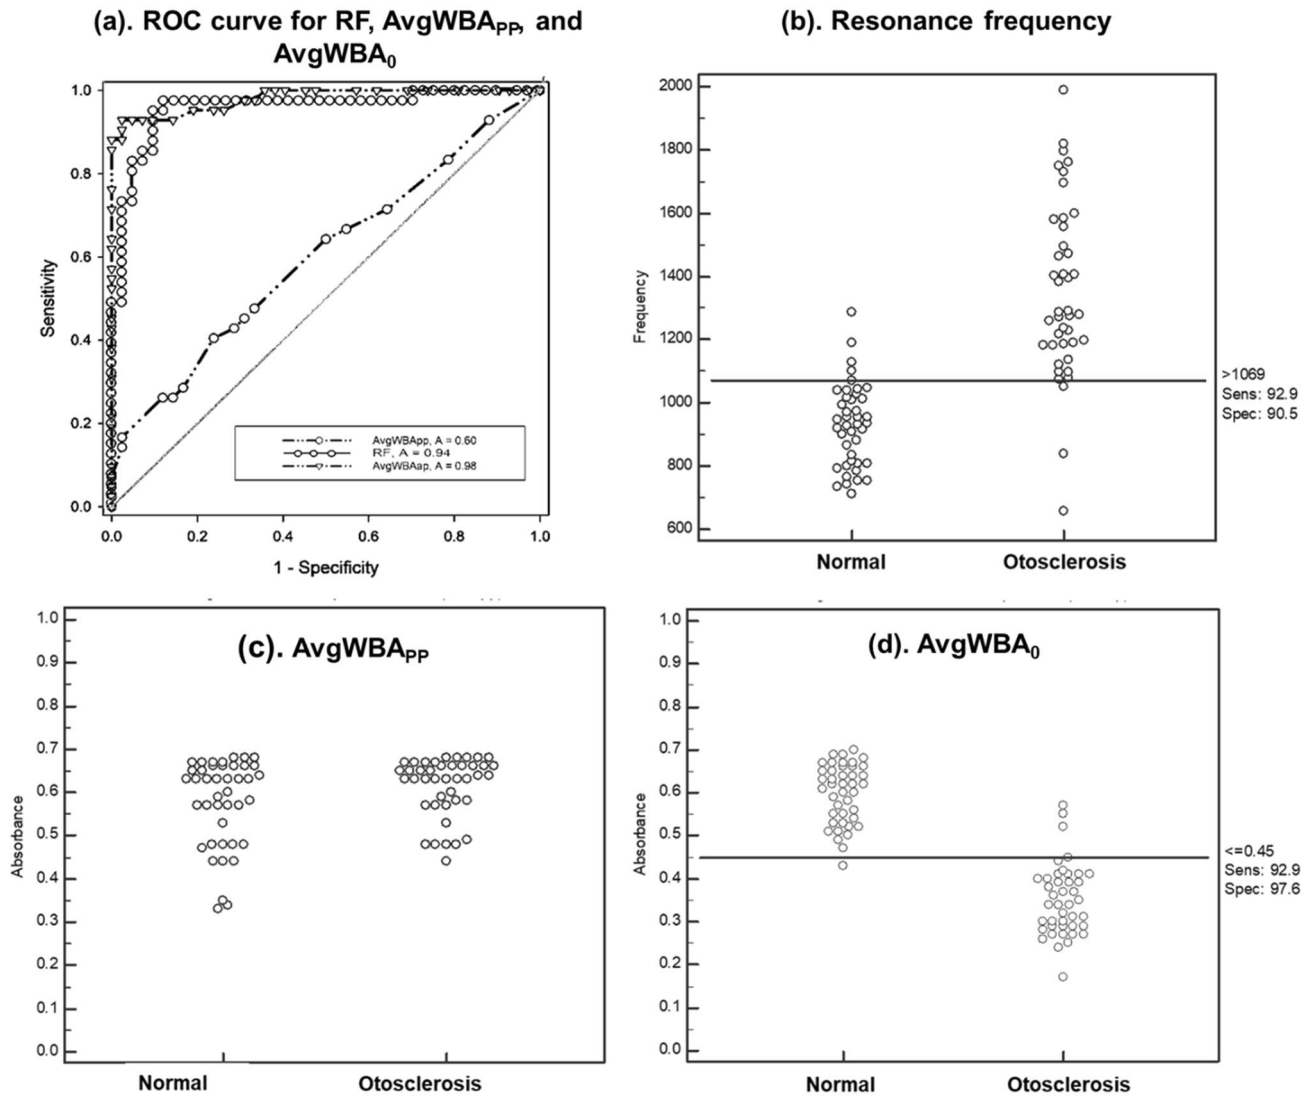 (a). ROC curve for RF, AvgWBAPP, and
AvgWBA0
1.0
0.8
0.6
0.4
0.2
0.0
Sensitivity
AvgWBApp, A = 0.60
RF, A = 0.94
AvgWBAap, A = 0.98
0.0 0.2 0.4 0.6 0.8 1.0
1 - Specificity
(b). Resonance frequency
2000
1800
1600
1400
1200
1000
800
600
Frequency
>1069
Sens: 92.9
Spec: 90.5
Normal Otosclerosis
(c). AvgWBAPP
1.0
0.9
0.8
0.7
0.6
0.5
0.4
0.3
0.2
0.1
0.0
Absorbance
Normal Otosclerosis
(d). AvgWBA0
1.0
0.9
0.8
0.7
0.6
0.5
0.4
0.3
0.2
0.1
0.0
Absorbance
<=0.45
Sens: 92.9
Spec: 97.6
Normal Otosclerosis